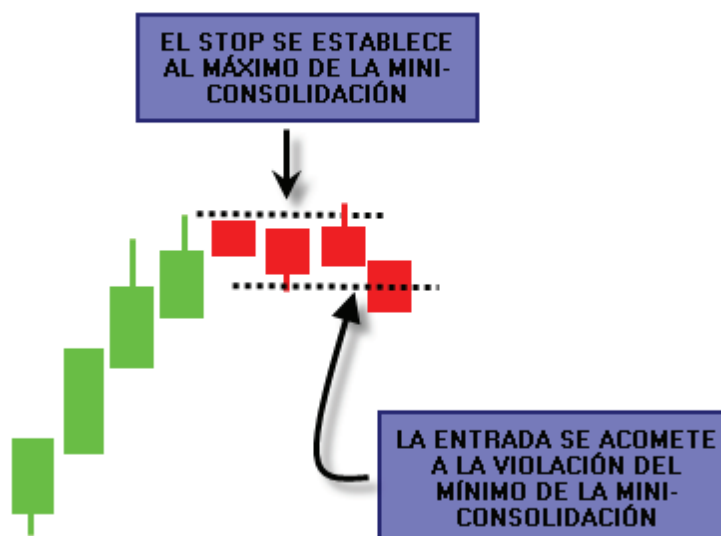 EL STOP SE ESTABLECE
AL MÁXIMO DE LA MINI-
CONSOLIDACIÓN
LA ENTRADA SE ACOMETE
A LA VIOLACIÓN DEL
MÍNIMO DE LA MINI-
CONSOLIDACIÓN